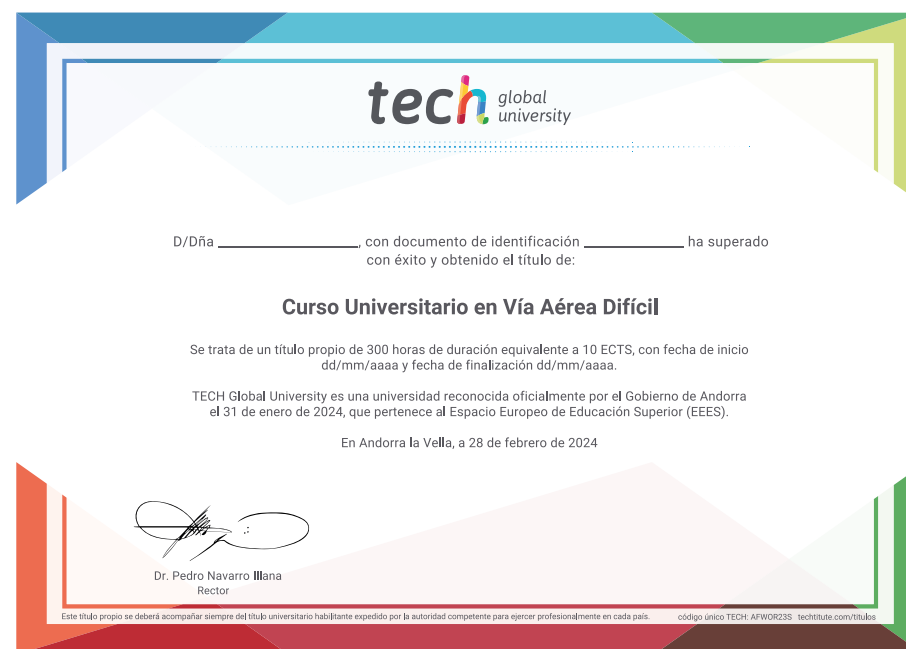 tech global university
D/Dña ____________________, con documento de identificación ______________ ha superado
con éxito y obtenido el título de:
Curso Universitario en Vía Aérea Difícil
Se trata de un título propio de 300 horas de duración equivalente a 10 ECTS, con fecha de inicio
dd/mm/aaaa y fecha de finalización dd/mm/aaaa.
TECH Global University es una universidad reconocida oficialmente por el Gobierno de Andorra
el 31 de enero de 2024, que pertenece al Espacio Europeo de Educación Superior (EEES).
En Andorra la Vella, a 28 de febrero de 2024
Dr. Pedro Navarro Illana
Rector
Este título propio se deberá acompañar siempre del título universitario habilitante expedido por la autoridad competente para ejercer profesionalmente en cada país. código único TECH: AFWOR23S techtitute.com/titulos